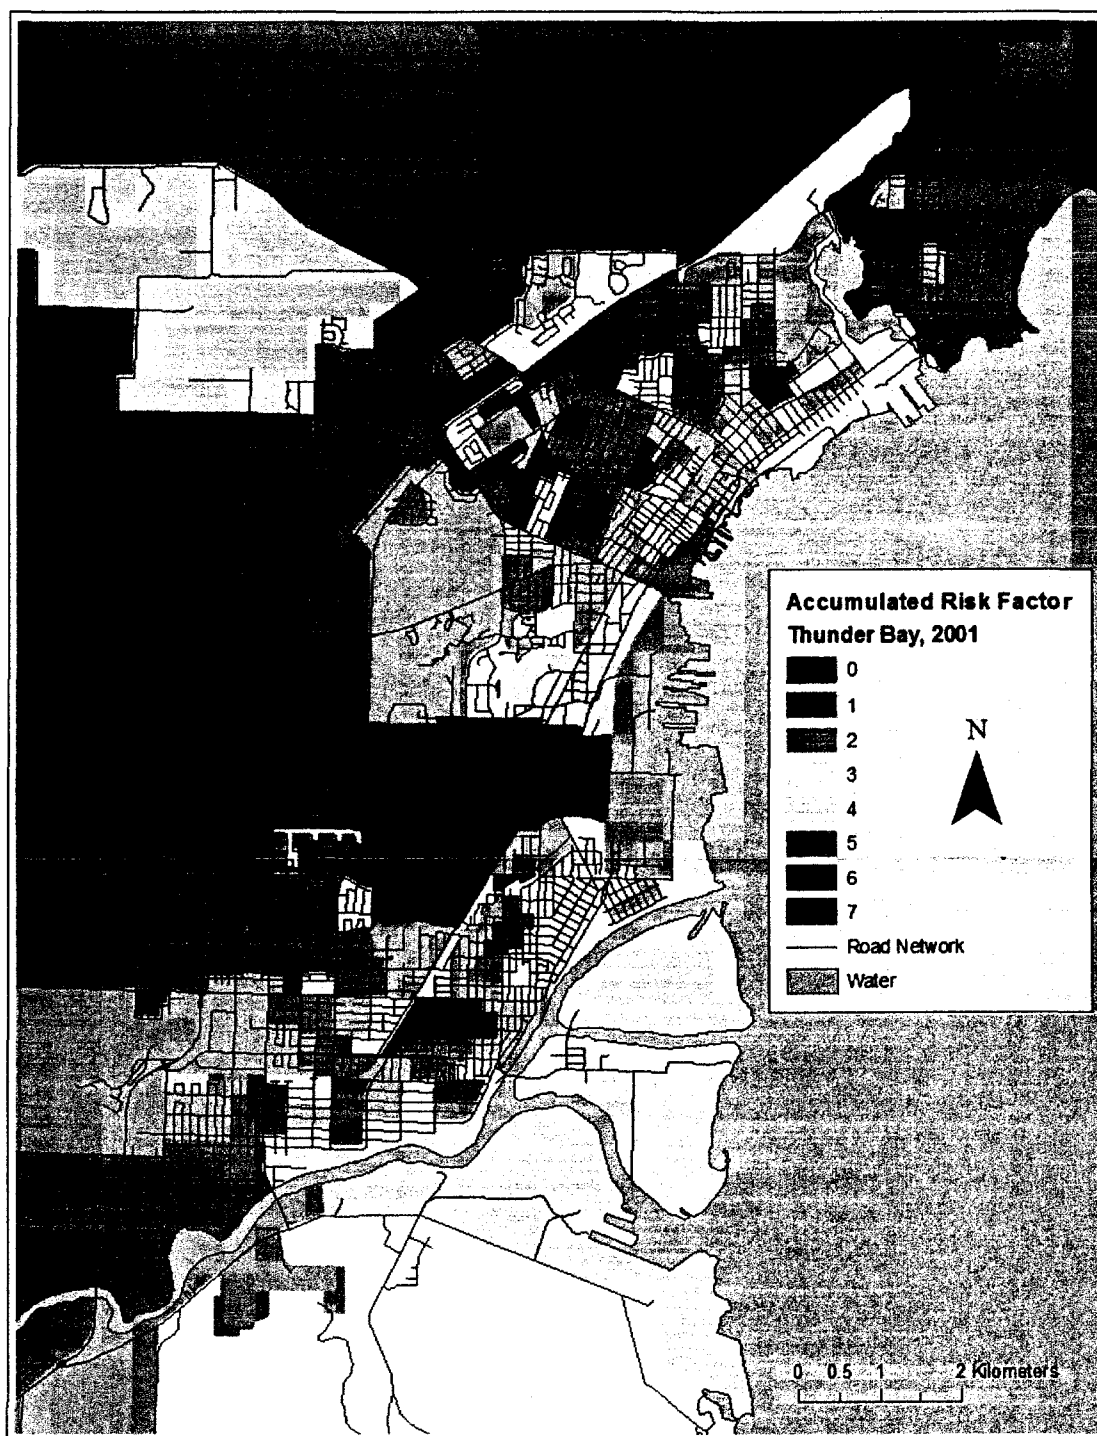 Accumulated Risk Factor
Thunder Bay, 2001
0
1
2
3
4
5
6
7
Road Network
Water
N
0 0.5 1 2 Kilometers